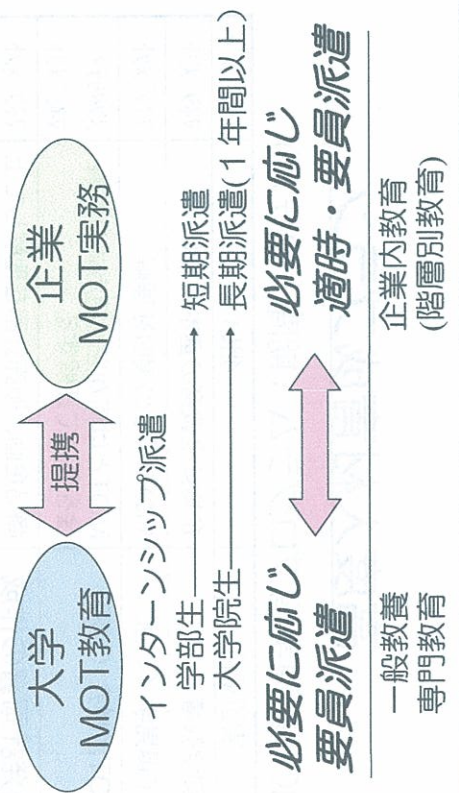 大学
MOT教育
提携
企業
MOT実務
インターンシップ派遣
学部生 短期派遣
大学院生 長期派遣(1年間以上)
必要に応じ
要員派遣
必要に応じ
適時・要員派遣
一般教養
専門教育
企業内教育
(階層別教育)